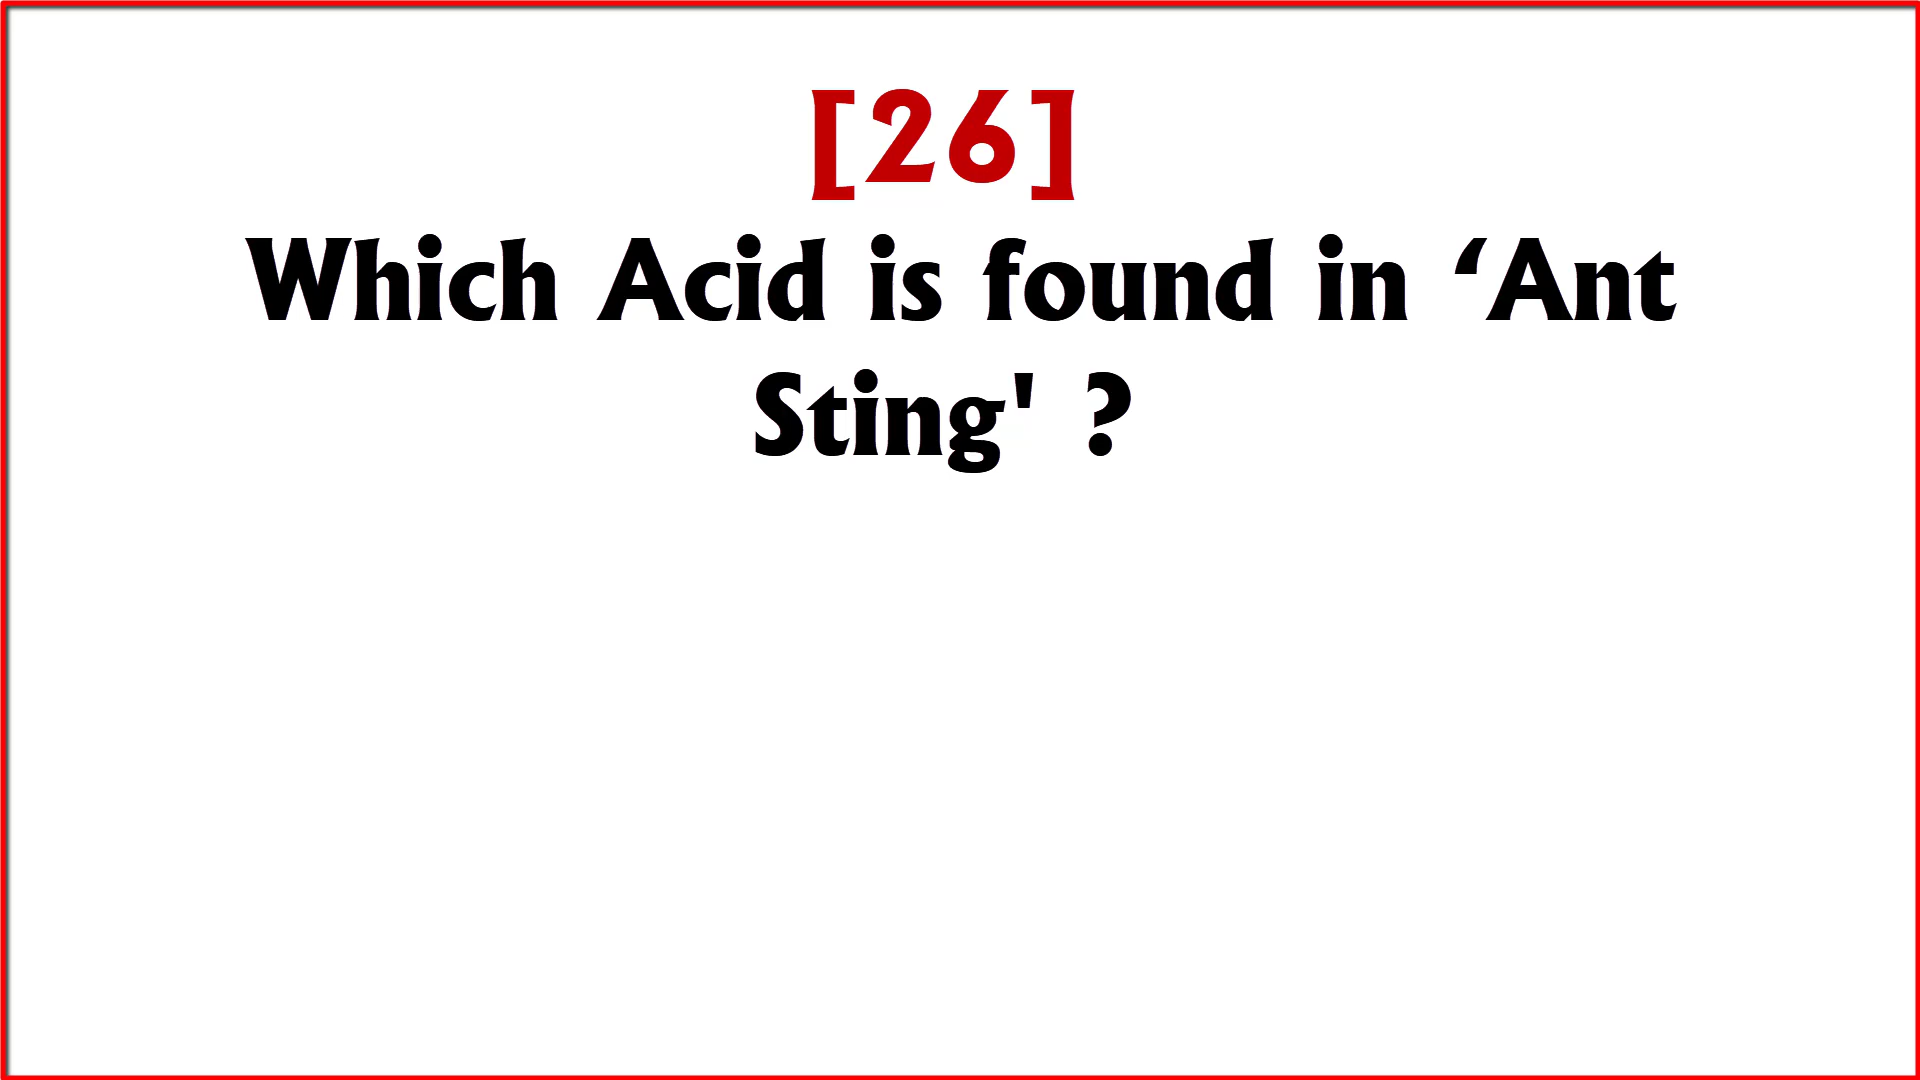 [26]
Which Acid is found in ‘Ant
Sting' ?